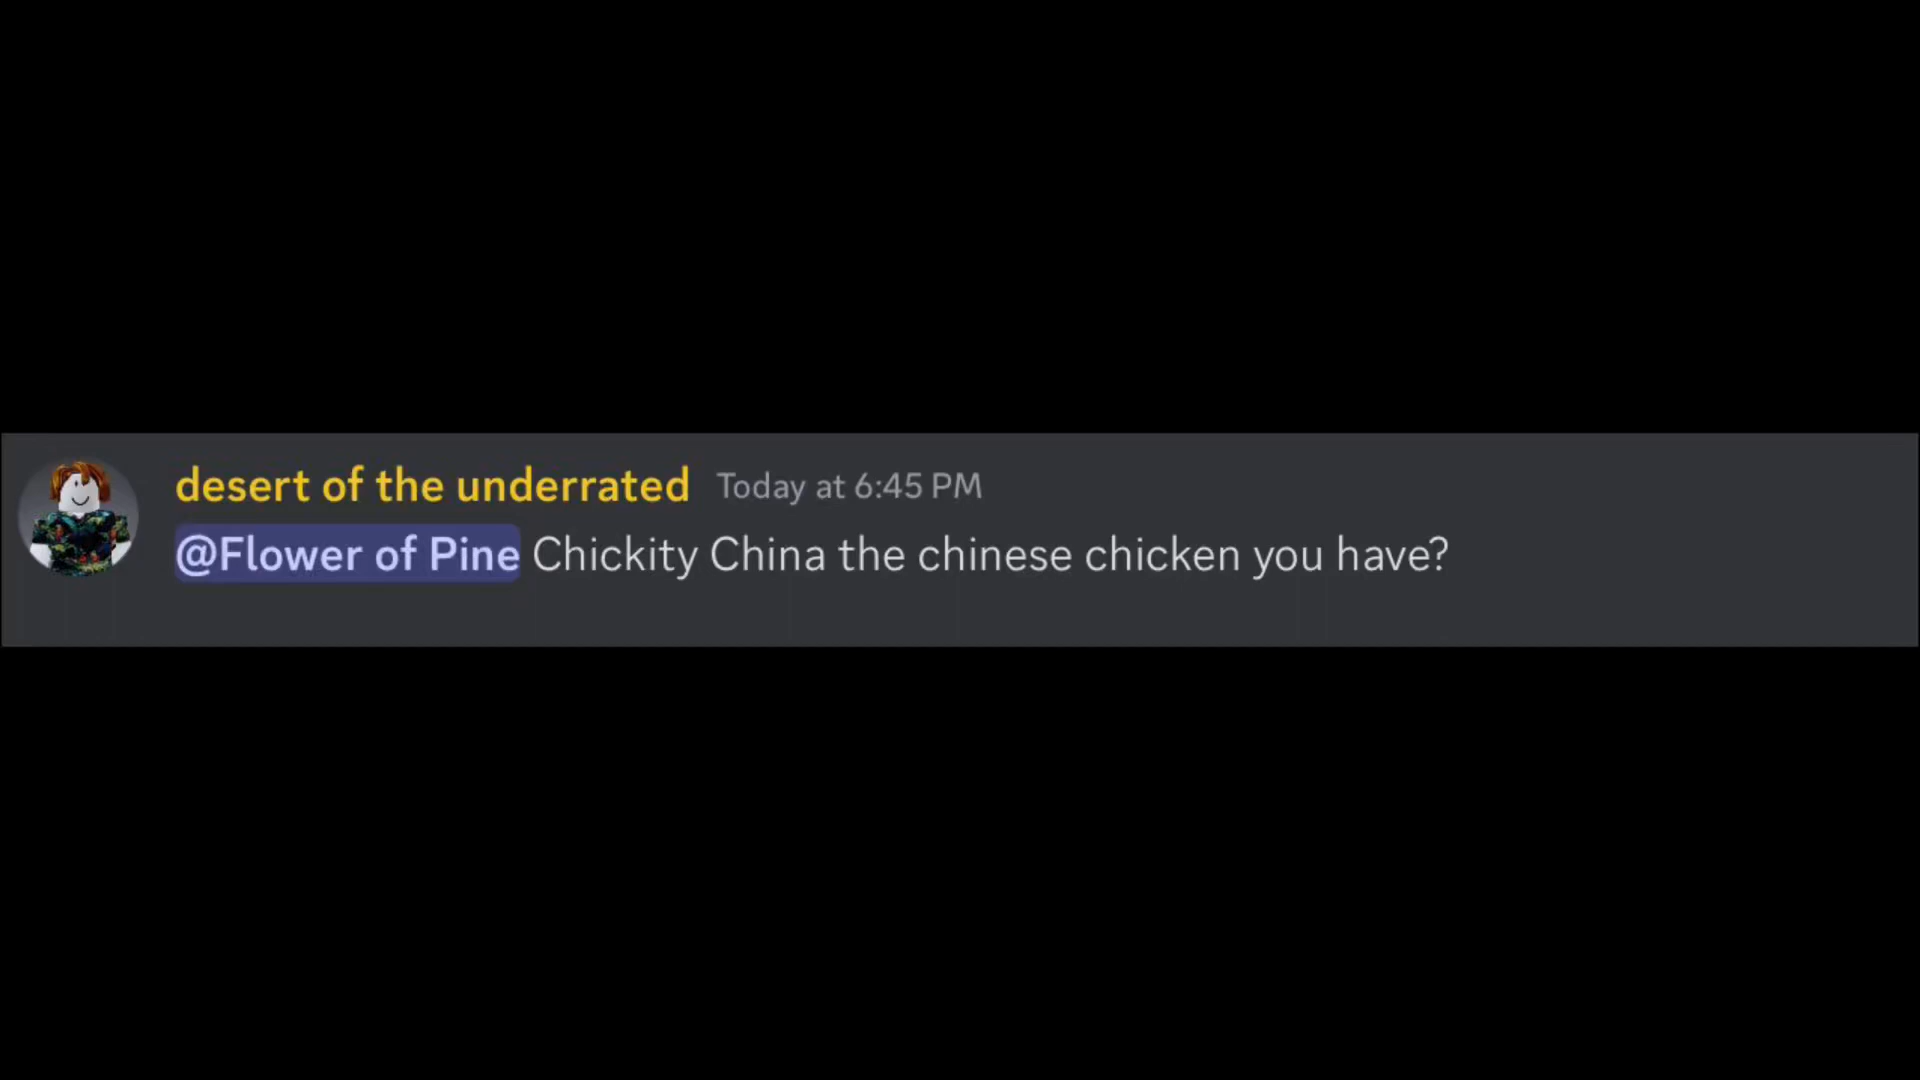 desert of the underrated Today at 6:45 PM
@Flower of Pine Chickity China the chinese chicken you have?